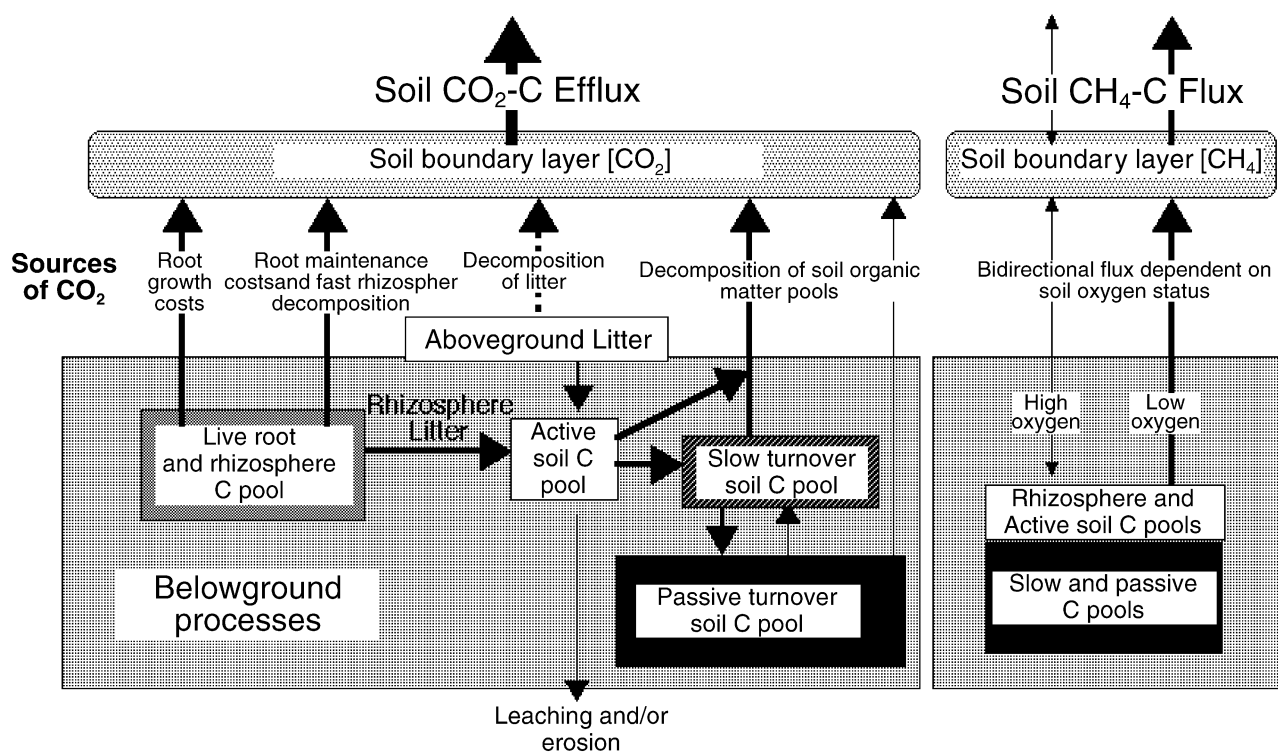 Soil CO₂-C Efflux
Soil CH₄-C Flux
Soil boundary layer [CO₂]
Soil boundary layer [CH₄]
Sources
of CO₂
Root
growth
costs
Root maintenance
costsand fast rhizospher
decomposition
Decomposition
of litter
Decomposition of soil organic
matter pools
Bidirectional flux dependent on
soil oxygen status
Aboveground Litter
Rhizosphere
Litter
Live root
and rhizosphere
C pool
Active
soil C
pool
Slow turnover
soil C pool
High
oxygen
Low
oxygen
Rhizosphere and
Active soil C pools
Slow and passive
C pools
Belowground
processes
Passive turnover
soil C pool
Leaching and/or
erosion